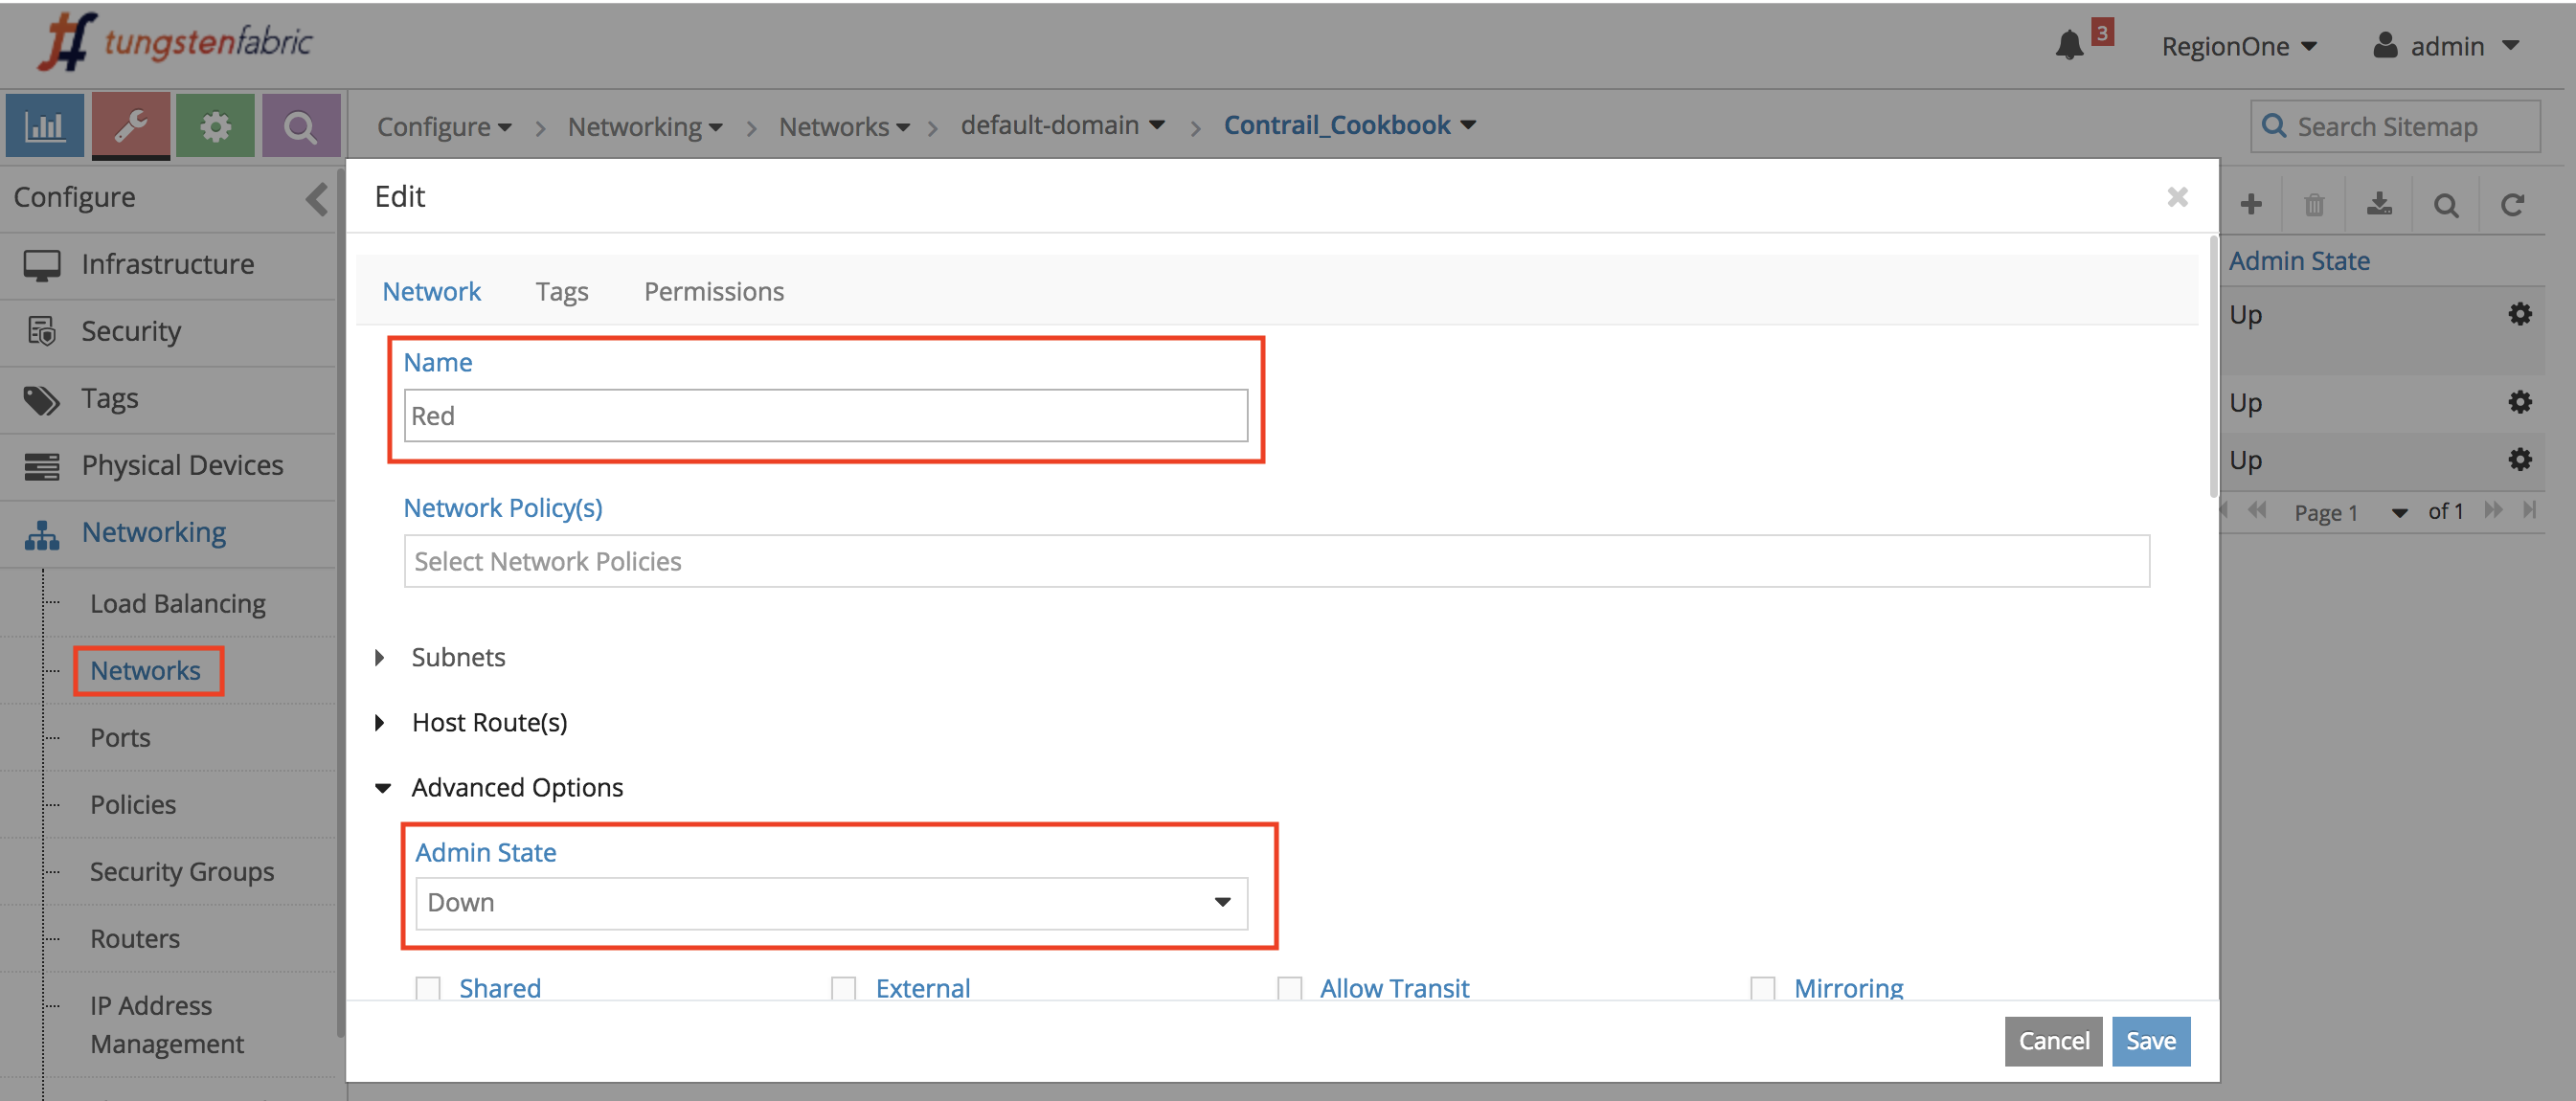 tungstenfabric
3
RegionOne
admin
Configure > Networking > Networks > default-domain > Contrail_Cookbook
Search Sitemap
Configure
Infrastructure
Security
Tags
Physical Devices
Networking
Load Balancing
Networks
Ports
Policies
Security Groups
Routers
IP Address
Management
Edit
Network Tags Permissions
Name
Red
Network Policy(s)
Select Network Policies
Subnets
Host Route(s)
Advanced Options
Admin State
Down
Shared External Allow Transit Mirroring
Cancel Save
Admin State
Up
Up
Up
Page 1 of 1